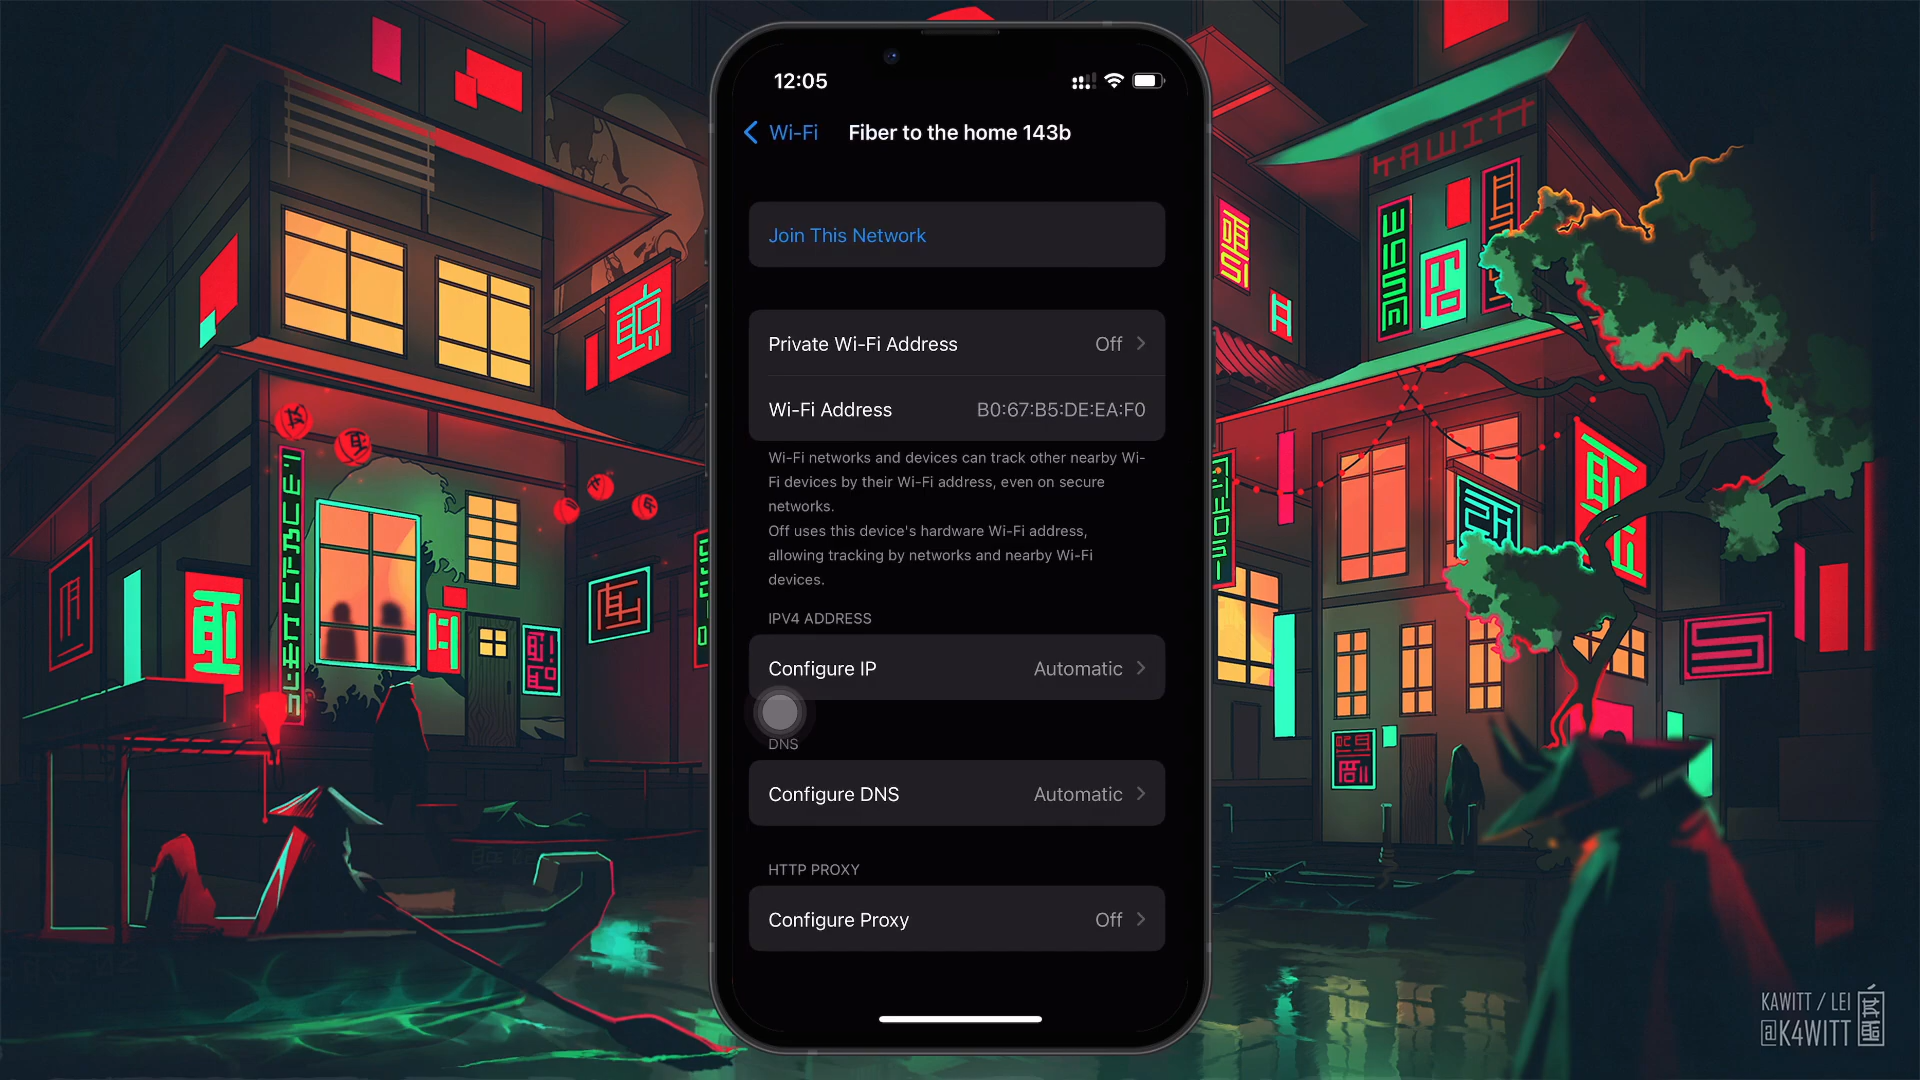 12:05
Wi-Fi
Fiber to the home 143b
Join This Network
Private Wi-Fi Address
Off
Wi-Fi Address
B0:67:B5:DE:EA:F0
Wi-Fi networks and devices can track other nearby Wi-
Fi devices by their Wi-Fi address, even on secure
networks.
Off uses this device's hardware Wi-Fi address,
allowing tracking by networks and nearby Wi-Fi
devices.
IPV4 ADDRESS
Configure IP
Automatic
DNS
Configure DNS
Automatic
HTTP PROXY
Configure Proxy
Off
KAWITT
KAWITT / LEI
@K4WITT